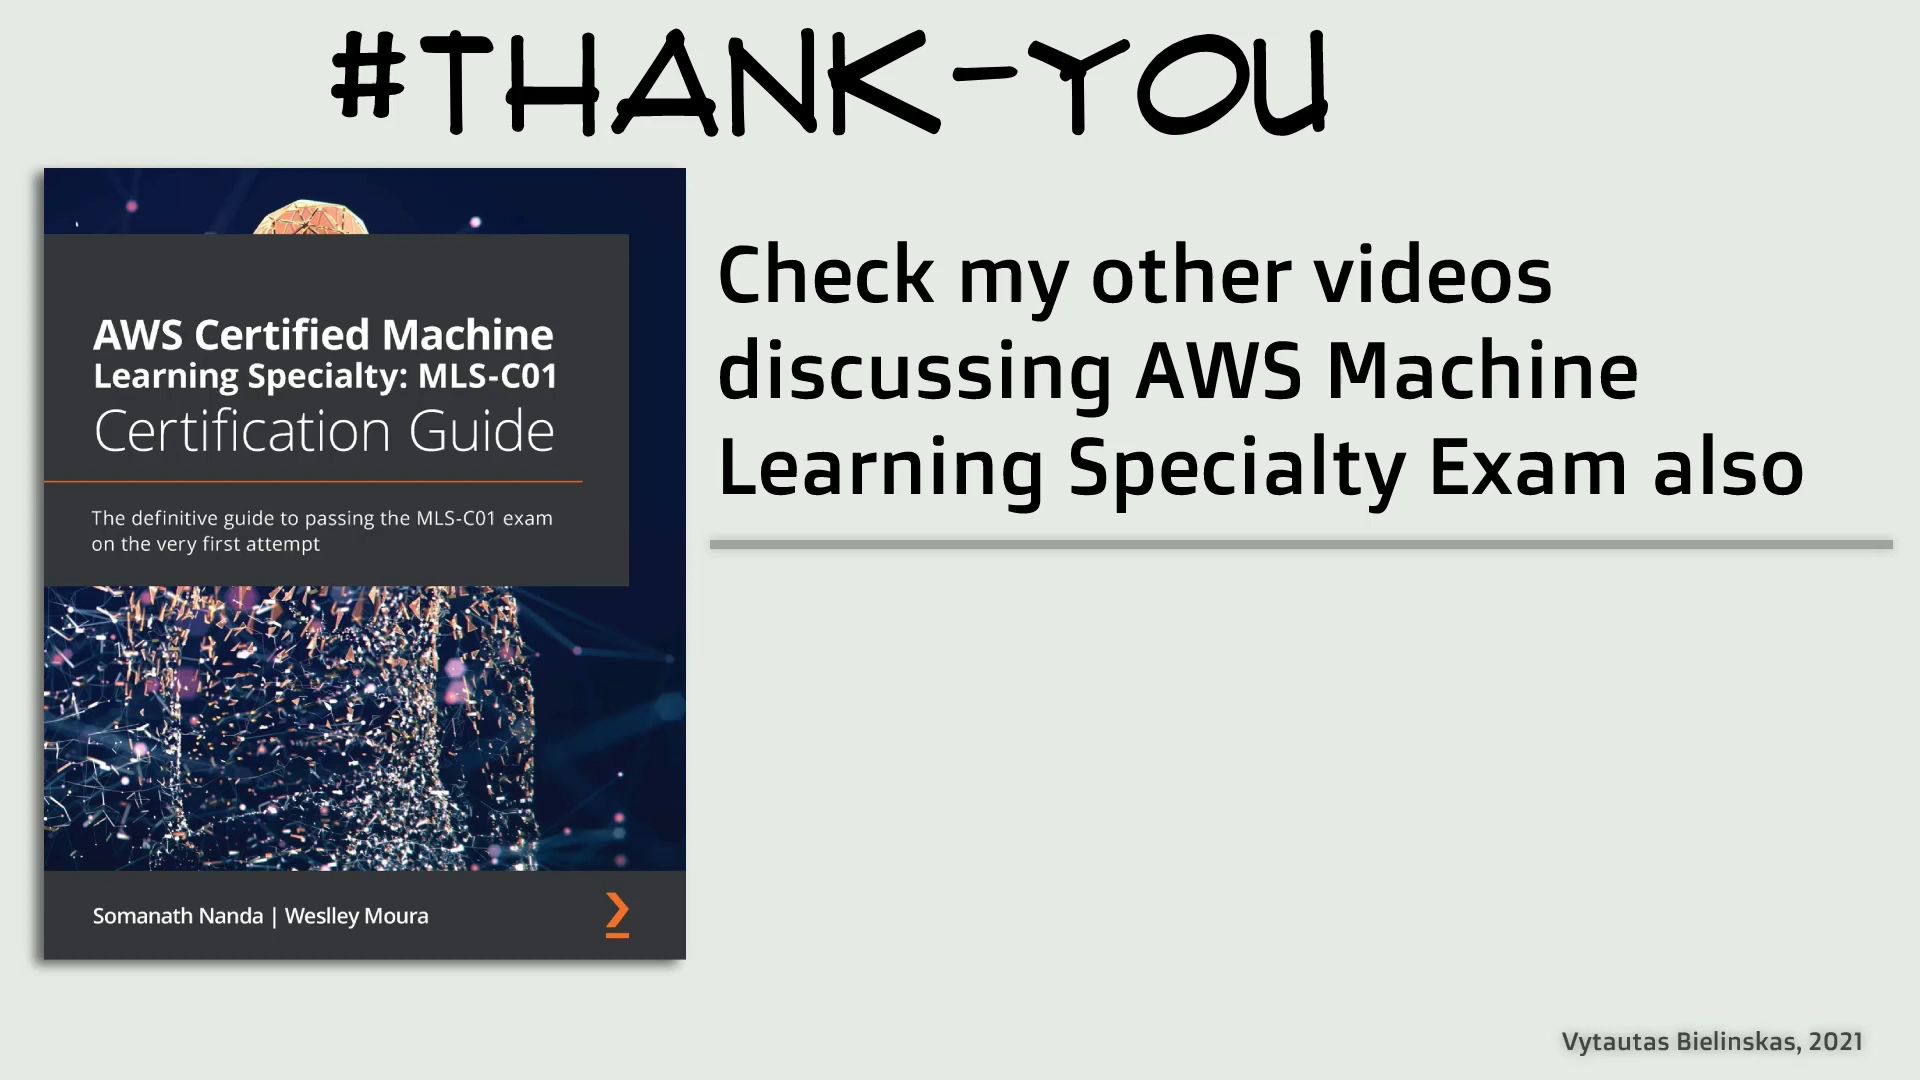 #THANK-YOU
AWS Certified Machine
Learning Specialty: MLS-C01
Certification Guide
The definitive guide to passing the MLS-C01 exam
on the very first attempt
Somanath Nanda | Weslley Moura
Check my other videos
discussing AWS Machine
Learning Specialty Exam also
Vytautas Bielinskas, 2021